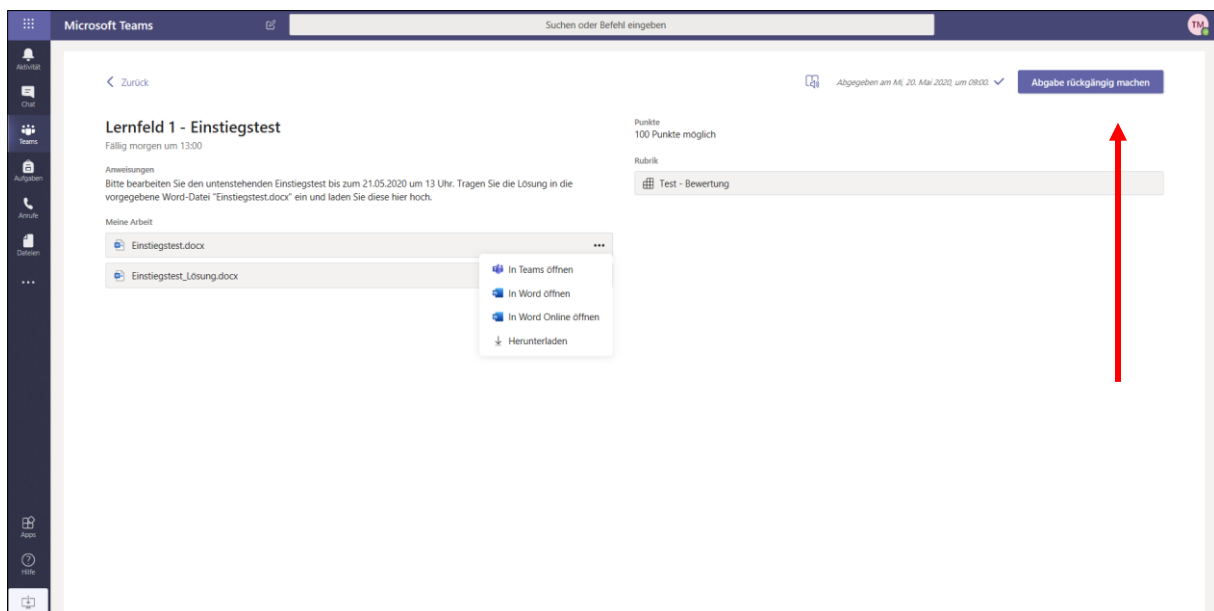 Microsoft Teams
Suchen oder Befehl eingeben
TM
Aktivität
Chat
Teams
Aufgaben
Anrufe
Dateien
Apps
Hilfe
Zurück
Abgegeben am Mi, 20. Mai 2020, um 09:00.
Abgabe rückgängig machen
Lernfeld 1 - Einstiegstest
Fällig morgen um 13:00
Anweisungen
Bitte bearbeiten Sie den untenstehenden Einstiegstest bis zum 21.05.2020 um 13 Uhr. Tragen Sie die Lösung in die
vorgegebene Word-Datei "Einstiegstest.docx" ein und laden Sie diese hier hoch.
Meine Arbeit
Einstiegstest.docx
Einstiegstest_Lösung.docx
In Teams öffnen
In Word öffnen
In Word Online öffnen
Herunterladen
Punkte
100 Punkte möglich
Rubrik
Test - Bewertung